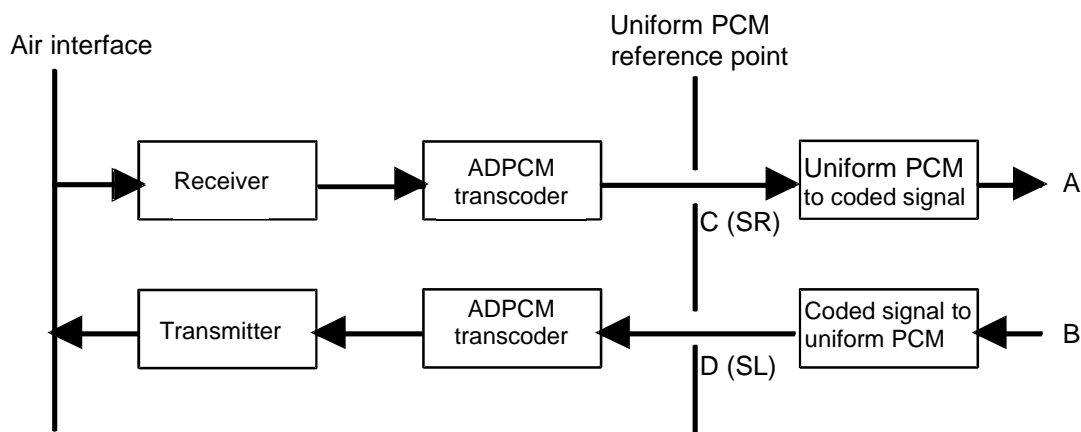 Air interface
Uniform PCM
reference point
Receiver
ADPCM
transcoder
Uniform PCM
to coded signal
A
C (SR)
Transmitter
ADPCM
transcoder
Coded signal to
uniform PCM
B
D (SL)